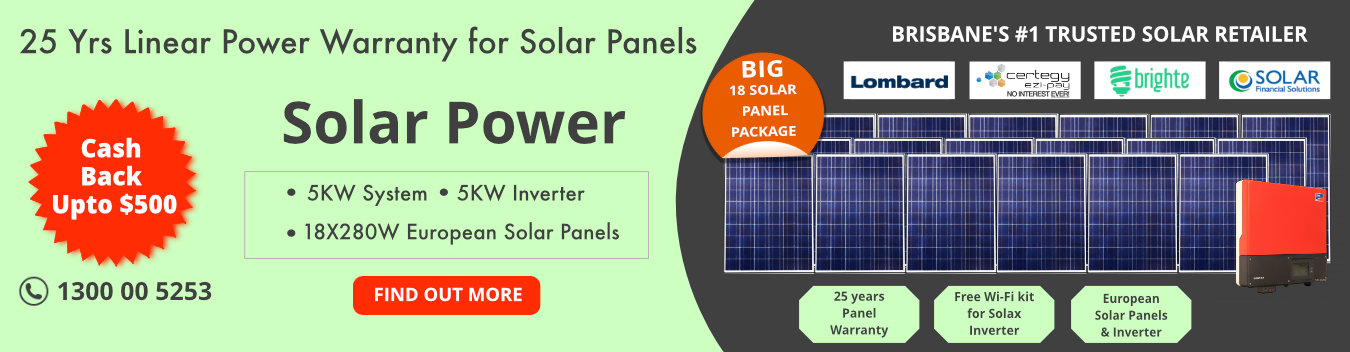 25 Yrs Linear Power Warranty for Solar Panels
Cash
Back
Upto $500
Solar Power
• 5KW System • 5KW Inverter
• 18X280W European Solar Panels
1300 00 5253
FIND OUT MORE
BIG
18 SOLAR
PANEL
PACKAGE
BRISBANE'S #1 TRUSTED SOLAR RETAILER
Lombard
certegy
ezi-pay
NO INTEREST EVER!
brighte
SOLAR
Financial Solutions
25 years
Panel
Warranty
Free Wi-Fi kit
for Solax
Inverter
European
Solar Panels
& Inverter